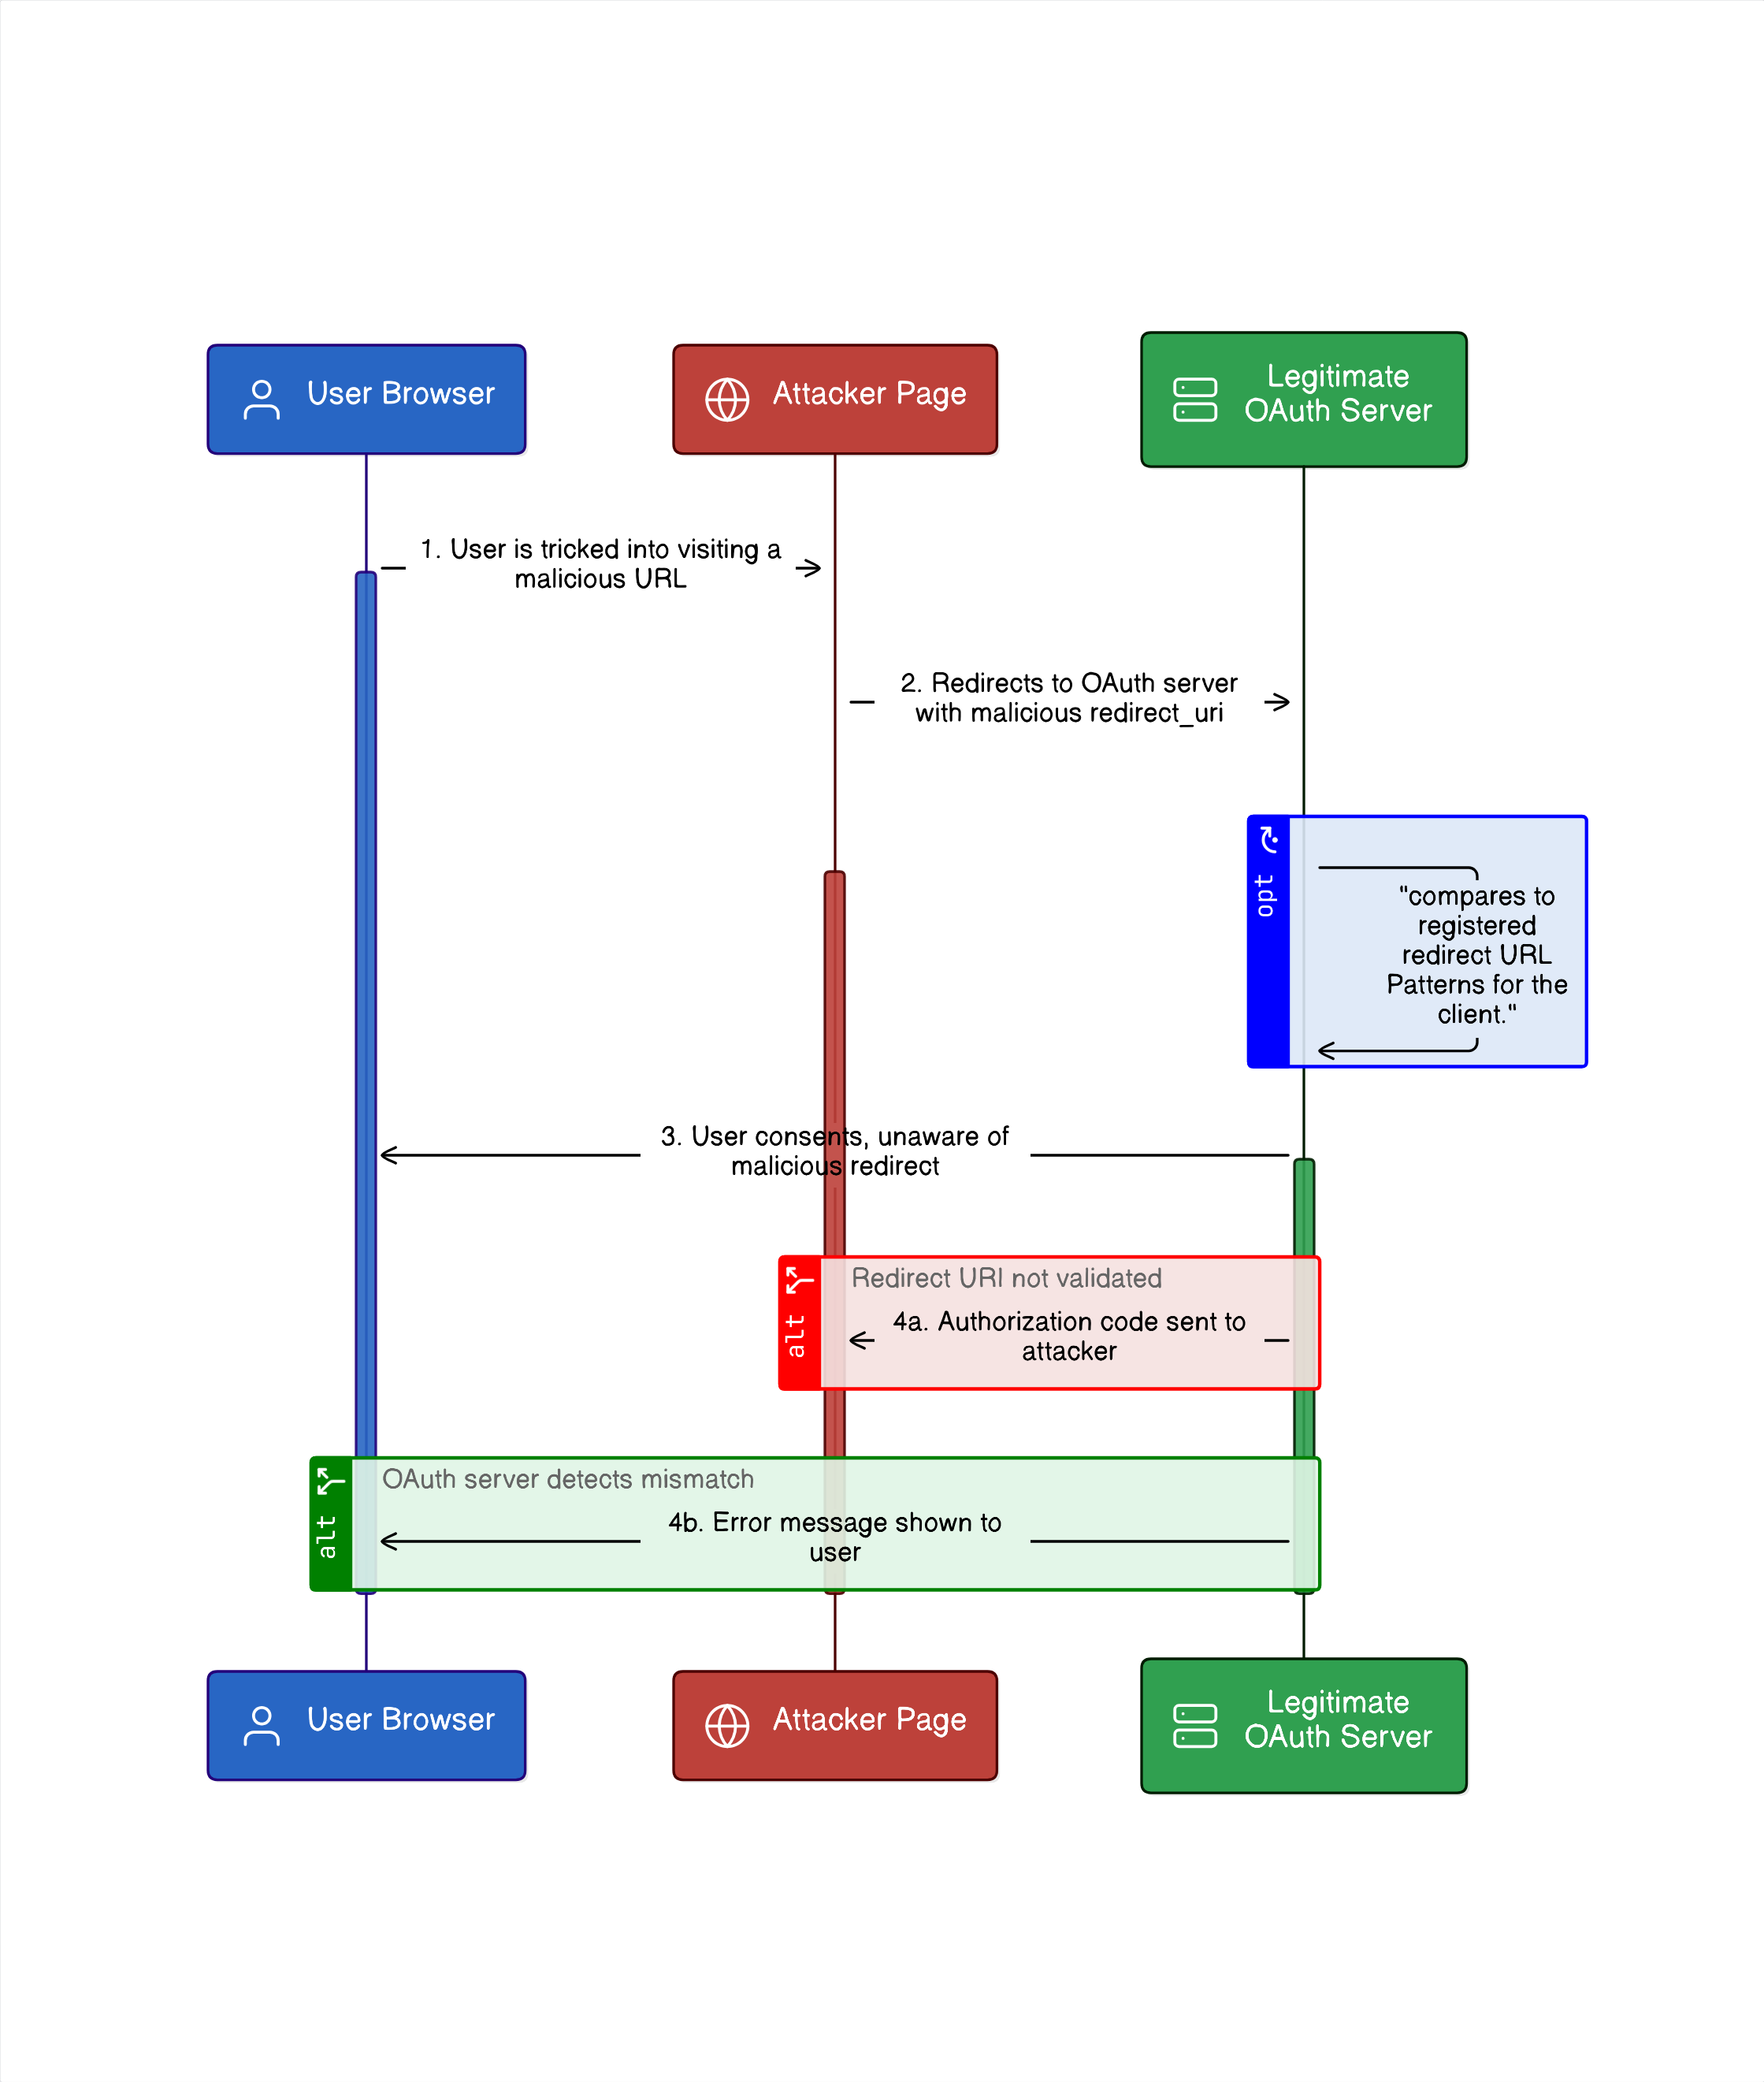 User Browser
Attacker Page
Legitimate
OAuth Server
1. User is tricked into visiting a
malicious URL
2. Redirects to OAuth server
with malicious redirect_uri
opt
"compares to
registered
redirect URL
Patterns for the
client."
3. User consents, unaware of
malicious redirect
alt
Redirect URI not validated
4a. Authorization code sent to
attacker
alt
OAuth server detects mismatch
4b. Error message shown to
user
User Browser
Attacker Page
Legitimate
OAuth Server